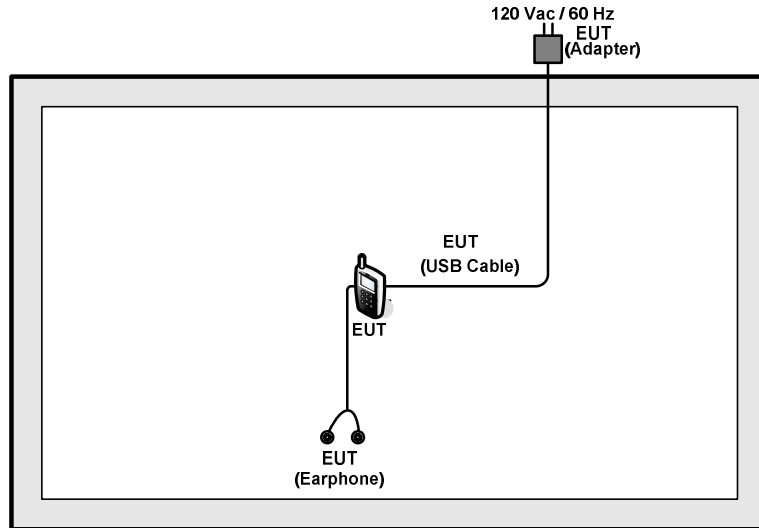 120 Vac / 60 Hz
EUT
(Adapter)
EUT
(USB Cable)
EUT
EUT
(Earphone)